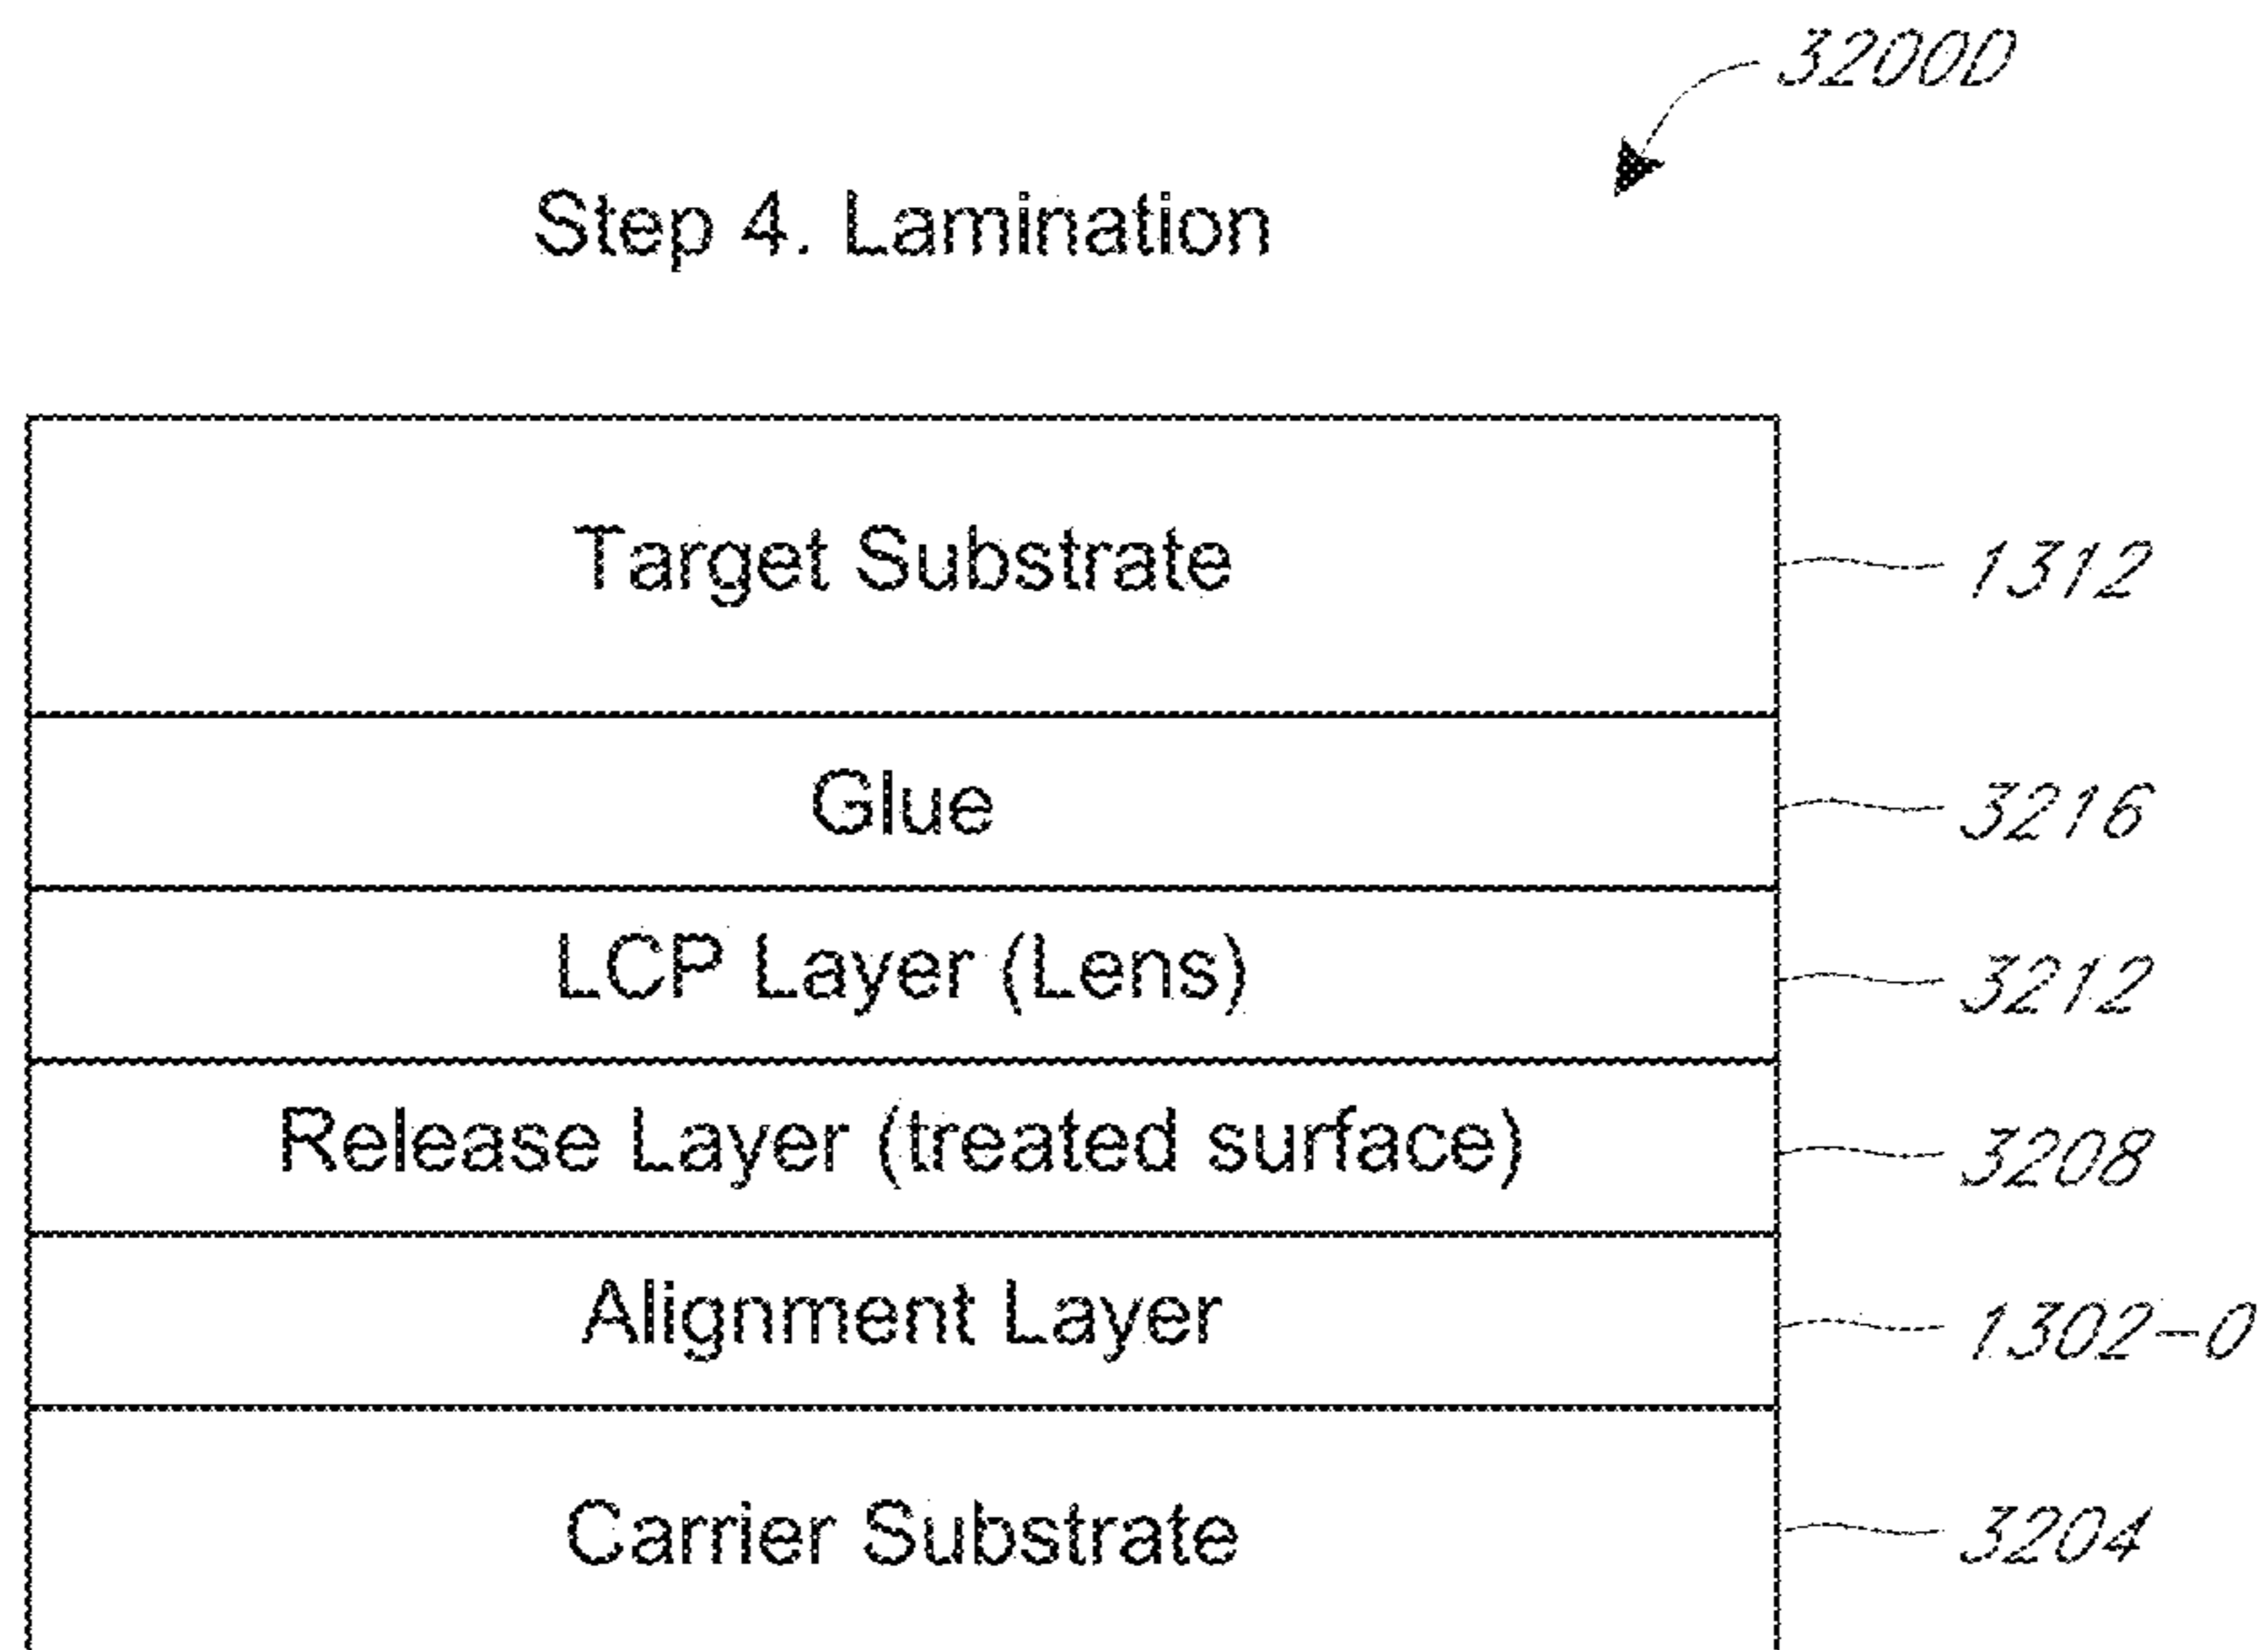 3200D
Step 4. Lamination
Target Substrate 1312
Glue 3216
LCP Layer (Lens) 3212
Release Layer (treated surface) 3208
Alignment Layer 1302-0
Carrier Substrate 3204